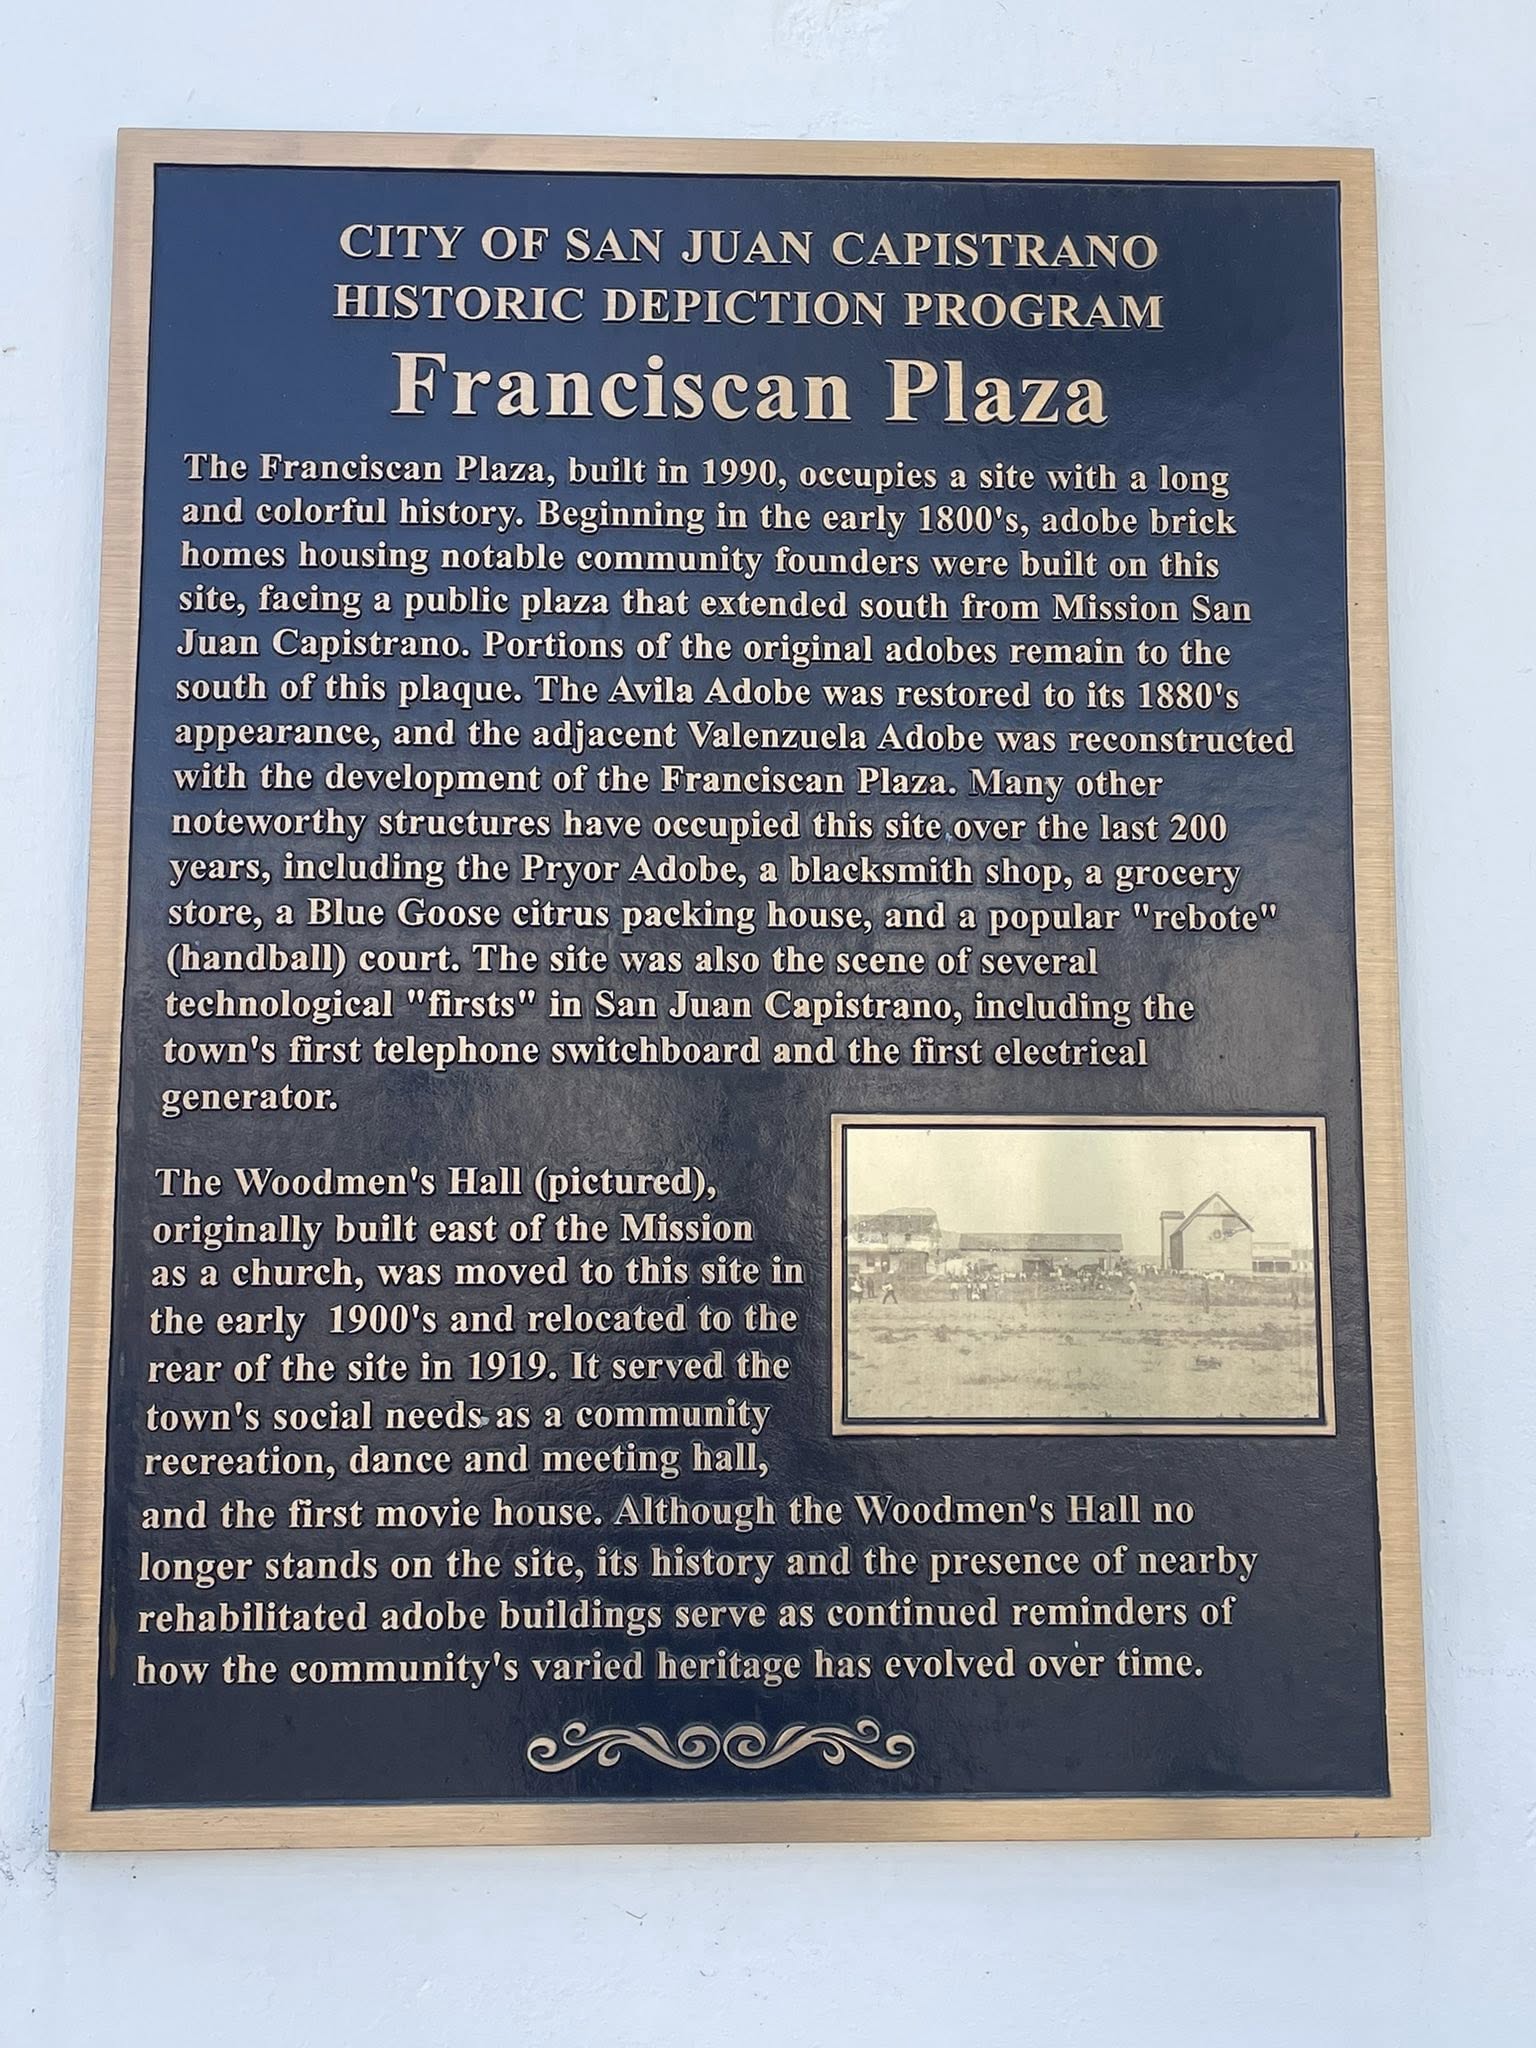 CITY OF SAN JUAN CAPISTRANO
HISTORIC DEPICTION PROGRAM
Franciscan Plaza
The Franciscan Plaza, built in 1990, occupies a site with a long
and colorful history. Beginning in the early 1800's, adobe brick
homes housing notable community founders were built on this
site, facing a public plaza that extended south from Mission San
Juan Capistrano. Portions of the original adobes remain to the
south of this plaque. The Avila Adobe was restored to its 1880's
appearance, and the adjacent Valenzuela Adobe was reconstructed
with the development of the Franciscan Plaza. Many other
noteworthy structures have occupied this site over the last 200
years, including the Pryor Adobe, a blacksmith shop, a grocery
store, a Blue Goose citrus packing house, and a popular "rebote"
(handball) court. The site was also the scene of several
technological "firsts" in San Juan Capistrano, including the
town's first telephone switchboard and the first electrical
generator.
The Woodmen's Hall (pictured),
originally built east of the Mission
as a church, was moved to this site in
the early 1900's and relocated to the
rear of the site in 1919. It served the
town's social needs as a community
recreation, dance and meeting hall,
and the first movie house. Although the Woodmen's Hall no
longer stands on the site, its history and the presence of nearby
rehabilitated adobe buildings serve as continued reminders of
how the community's varied heritage has evolved over time.